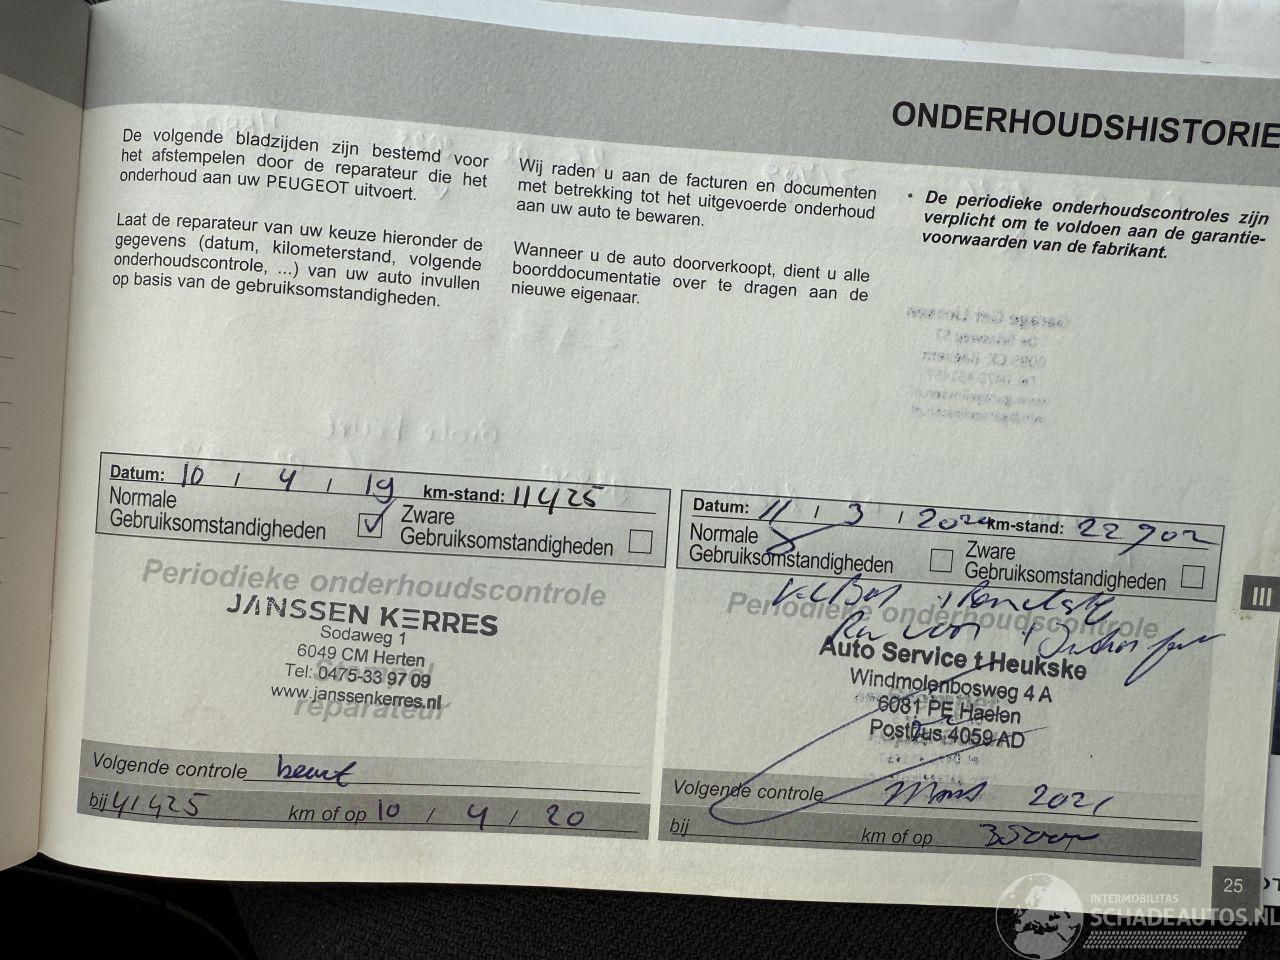 ONDERHOUDSHISTORIE
De volgende bladzijden zijn bestemd voor
het afstempelen door de reparateur die het
onderhoud aan uw PEUGEOT uitvoert.
Laat de reparateur van uw keuze hieronder de
gegevens (datum, kilometerstand, volgende
onderhoudscontrole, ...) van uw auto invullen
op basis van de gebruiksomstandigheden.
Wij raden u aan de facturen en documenten
met betrekking tot het uitgevoerde onderhoud
aan uw auto te bewaren.
Wanneer u de auto doorverkoopt, dient u alle
boorddocumentatie over te dragen aan de
nieuwe eigenaar.
• De periodieke onderhoudscontroles zijn
verplicht om te voldoen aan de garantie-
voorwaarden van de fabrikant.
Datum: 10 / 4 / 19 km-stand: 11425
Normale Gebruiksomstandigheden
Zware Gebruiksomstandigheden
Periodieke onderhoudscontrole
JANSSEN KERRES
Sodaweg 1
6049 CM Herten
Stempel
Tel: 0475-33 97 09
www.janssenkerres.nl
reparateur
Volgende controle beurt
bij 41425 km of op 10 / 4 / 20
Datum: 11 / 3 / 2020 km-stand: 22902
Normale Gebruiksomstandigheden
Zware Gebruiksomstandigheden
Periodieke onderhoudscontrole
Auto Service t Heukske
Windmolenbosweg 4 A
6081 PE Haelen
Postbus 4059 AD
Volgende controle 2021
bij km of op 35000
III
25
INTERMOBILITAS
SCHADEAUTOS.NL